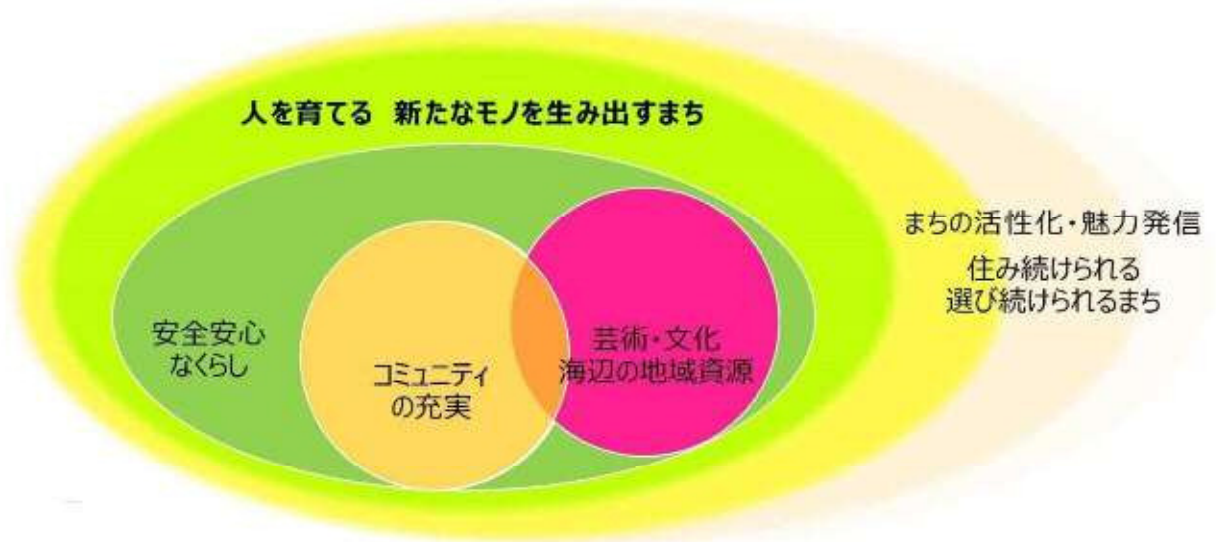 人を育てる 新たなモノを生み出すまち
まちの活性化・魅力発信
住み続けられる
選び続けられるまち
安全安心
なくらし
コミュニティ
の充実
芸術・文化
海辺の地域資源